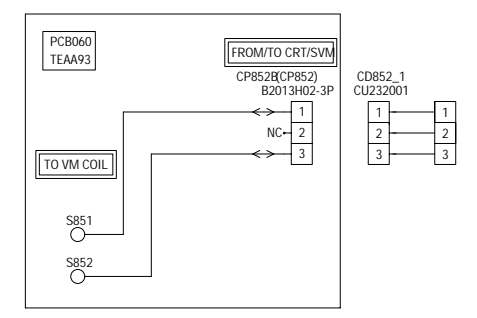 PCB060
TEAA93
FROM/TO CRT/SVM
CP852B(CP852)
B2013H02-3P
CD852_1
CU232001
1 1 1
NC 2 2 2
3 3 3
TO VM COIL
S851
S852